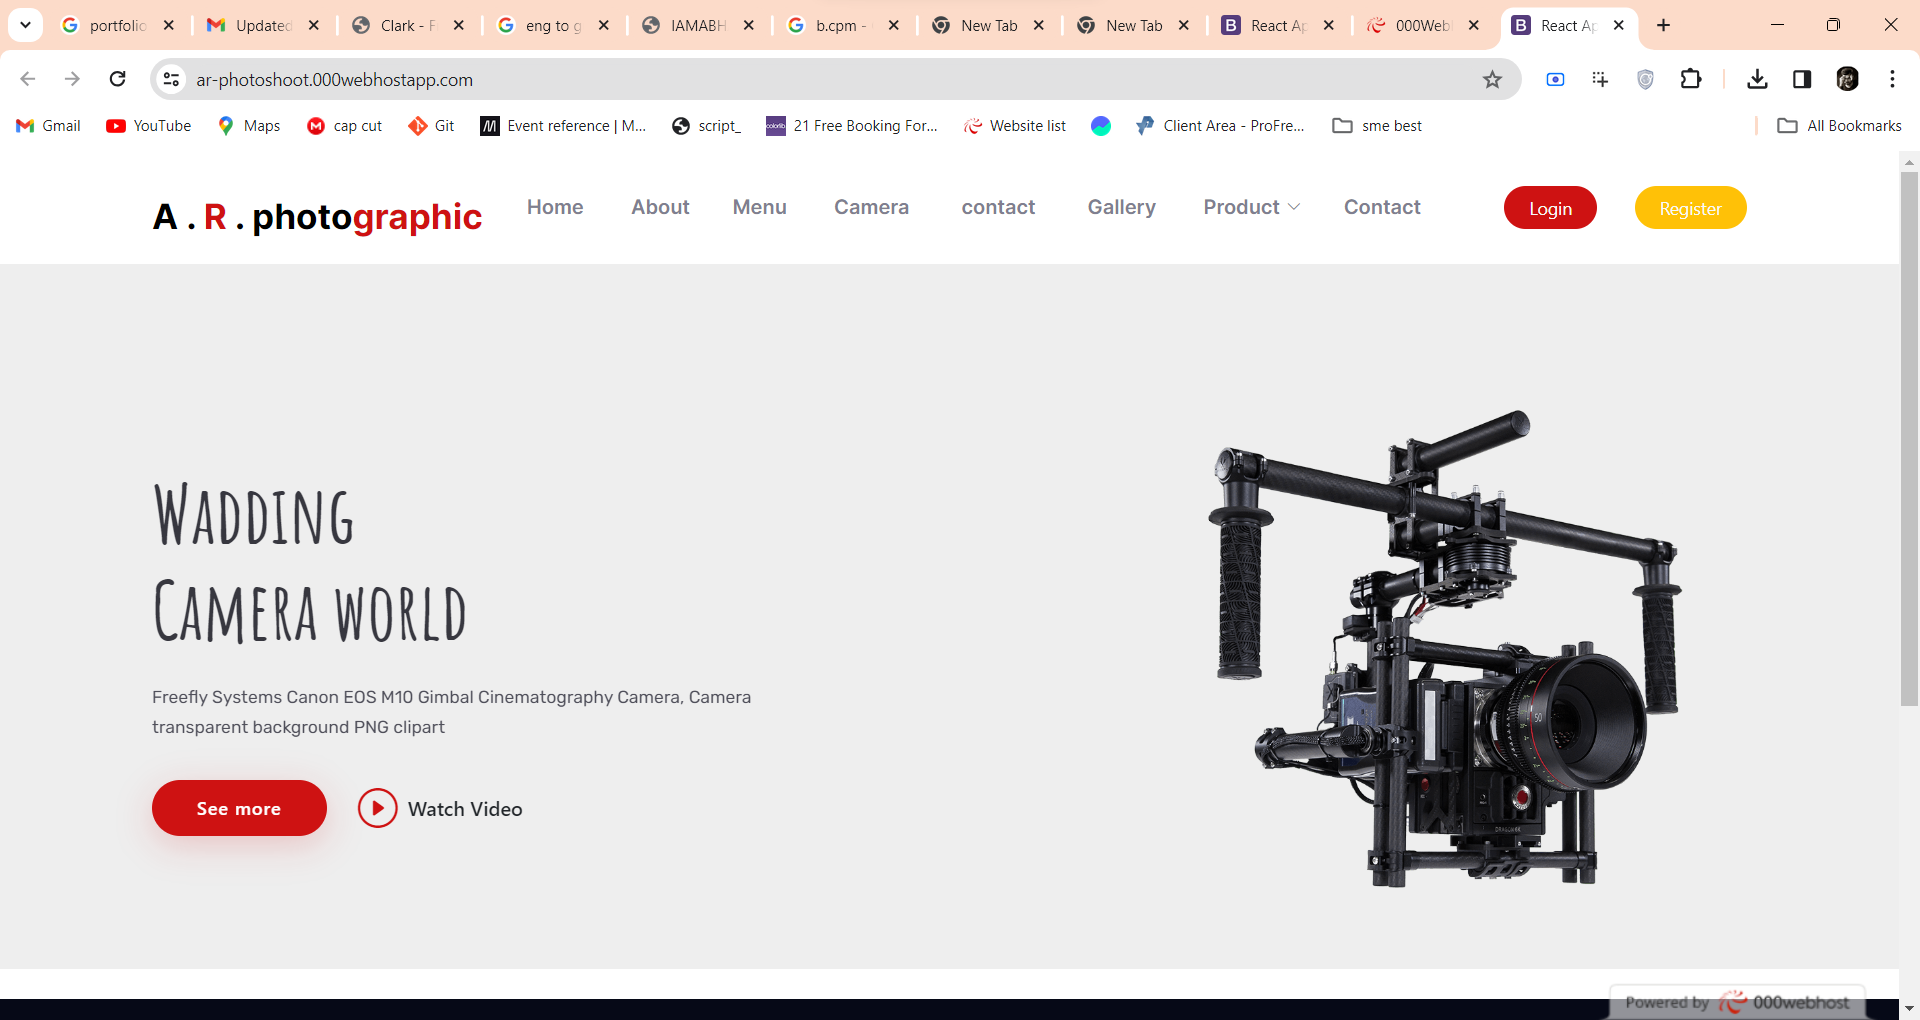 portfolio
Updated
Clark - F
eng to g
IAMABH
b.cpm -
New Tab
New Tab
React Ap
000Web
React Ap
ar-photoshoot.000webhostapp.com
Gmail
YouTube
Maps
cap cut
Git
Event reference | M...
script_
21 Free Booking For...
Website list
Client Area - ProFre...
sme best
All Bookmarks
A . R . photographic
Home
About
Menu
Camera
contact
Gallery
Product
Contact
Login
Register
Wadding
Camera world
Freefly Systems Canon EOS M10 Gimbal Cinematography Camera, Camera
transparent background PNG clipart
See more
Watch Video
50
Powered by 000webhost